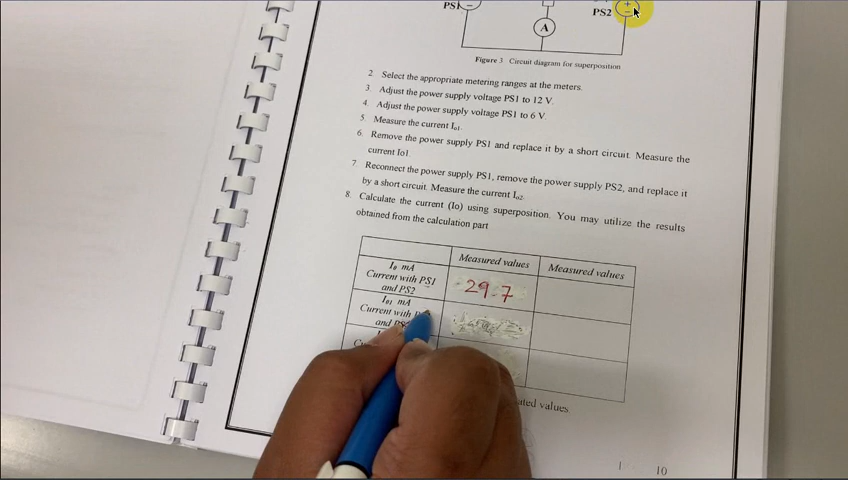 PS1
PS2
A
Figure 3 Circuit diagram for superposition
2. Select the appropriate metering ranges at the meters.
3. Adjust the power supply voltage PS1 to 12 V.
4. Adjust the power supply voltage PS1 to 6 V.
5. Measure the current Io1.
6. Remove the power supply PS1 and replace it by a short circuit. Measure the
current Io1.
7. Reconnect the power supply PS1, remove the power supply PS2, and replace it
by a short circuit. Measure the current Io2.
8. Calculate the current (Io) using superposition. You may utilize the results
obtained from the calculation part
Measured values
Measured values
I0 mA
Current with PS1
and PS2
29.7
I01 mA
Current with
and
values
10